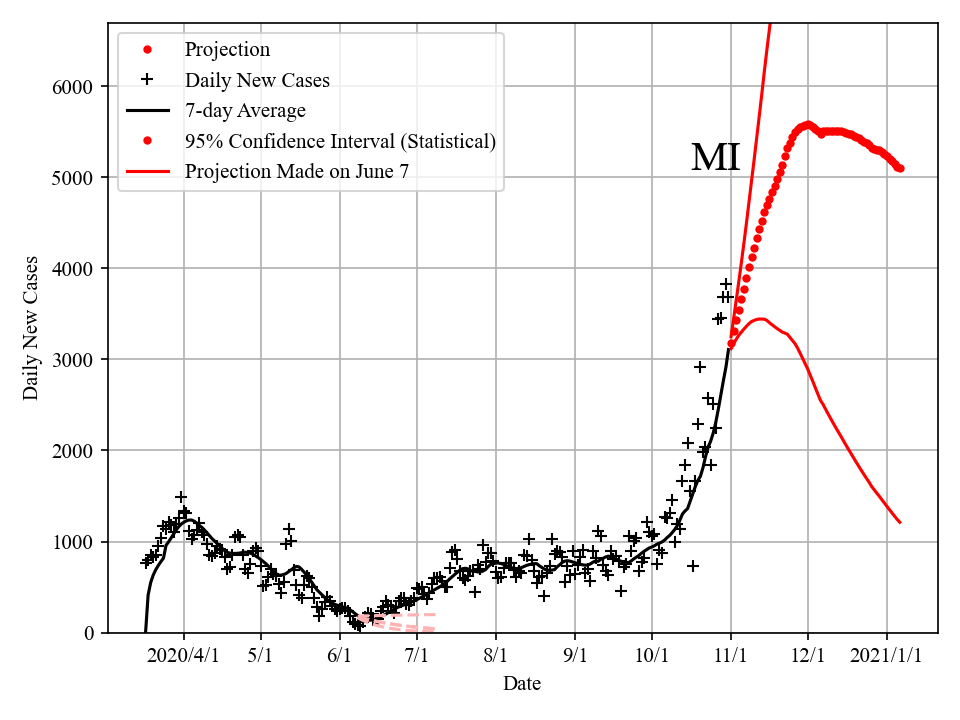 Projection
Daily New Cases
7-day Average
95% Confidence Interval (Statistical)
Projection Made on June 7
MI
Daily New Cases
6000
5000
4000
3000
2000
1000
0
2020/4/1 5/1 6/1 7/1 8/1 9/1 10/1 11/1 12/1 2021/1/1
Date